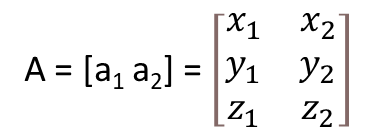 A = [a₁ a₂] = [x₁ x₂
y₁ y₂
z₁ z₂]